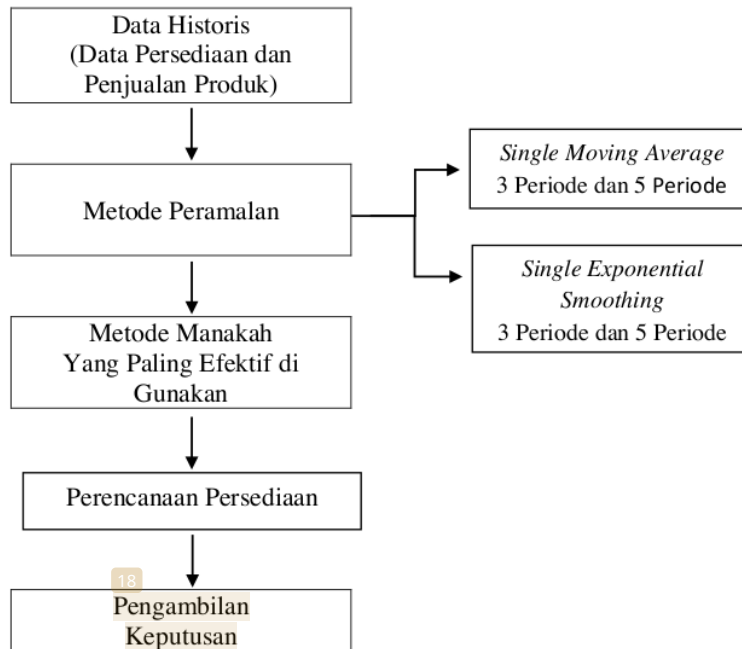 Data Historis
(Data Persediaan dan
Penjualan Produk)
Metode Peramalan
Single Moving Average
3 Periode dan 5 Periode
Single Exponential
Smoothing
3 Periode dan 5 Periode
Metode Manakah
Yang Paling Efektif di
Gunakan
Perencanaan Persediaan
18
Pengambilan
Keputusan